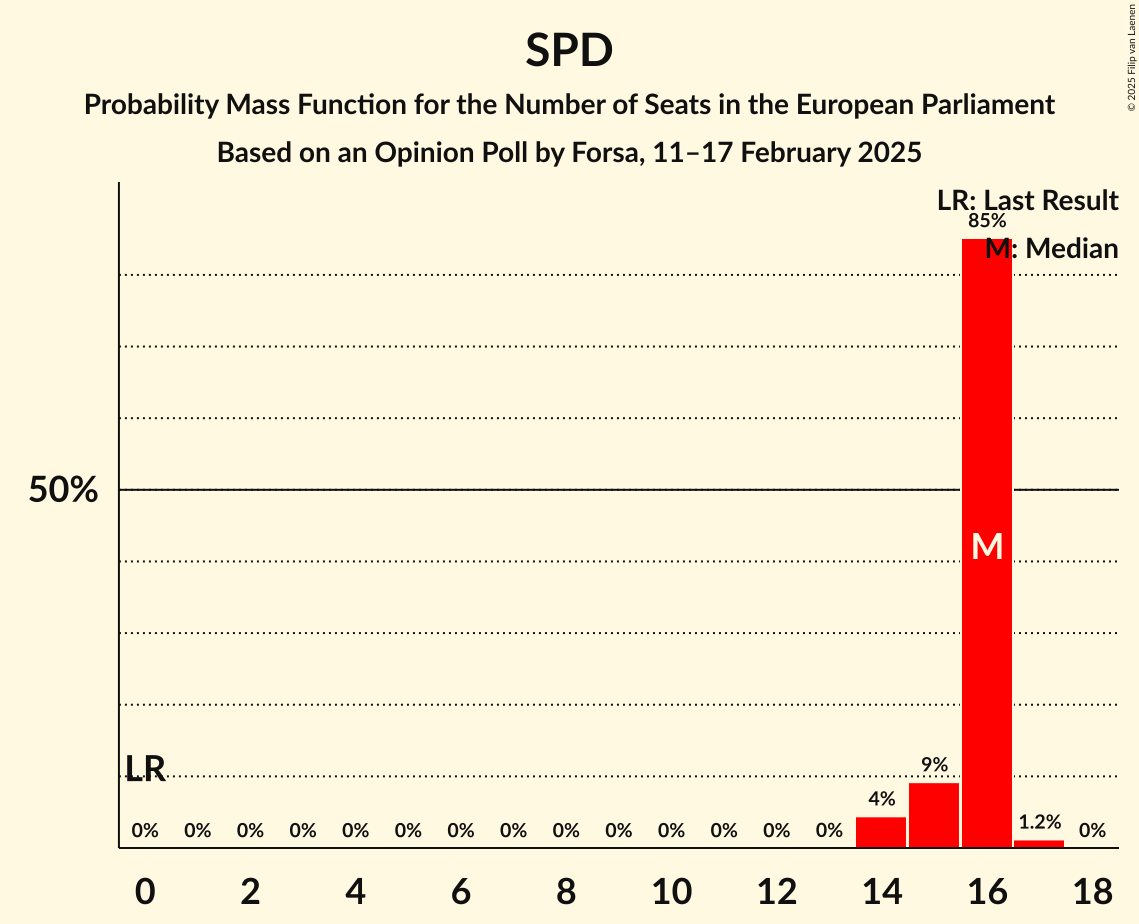 SPD
Probability Mass Function for the Number of Seats in the European Parliament
Based on an Opinion Poll by Forsa, 11–17 February 2025
© 2025 Filip van Laenen
LR: Last Result
85%
M: Median
50%
M
LR
9%
4%
1.2%
0% 0% 0% 0% 0% 0% 0% 0% 0% 0% 0% 0% 0% 0% 0%
0 2 4 6 8 10 12 14 16 18